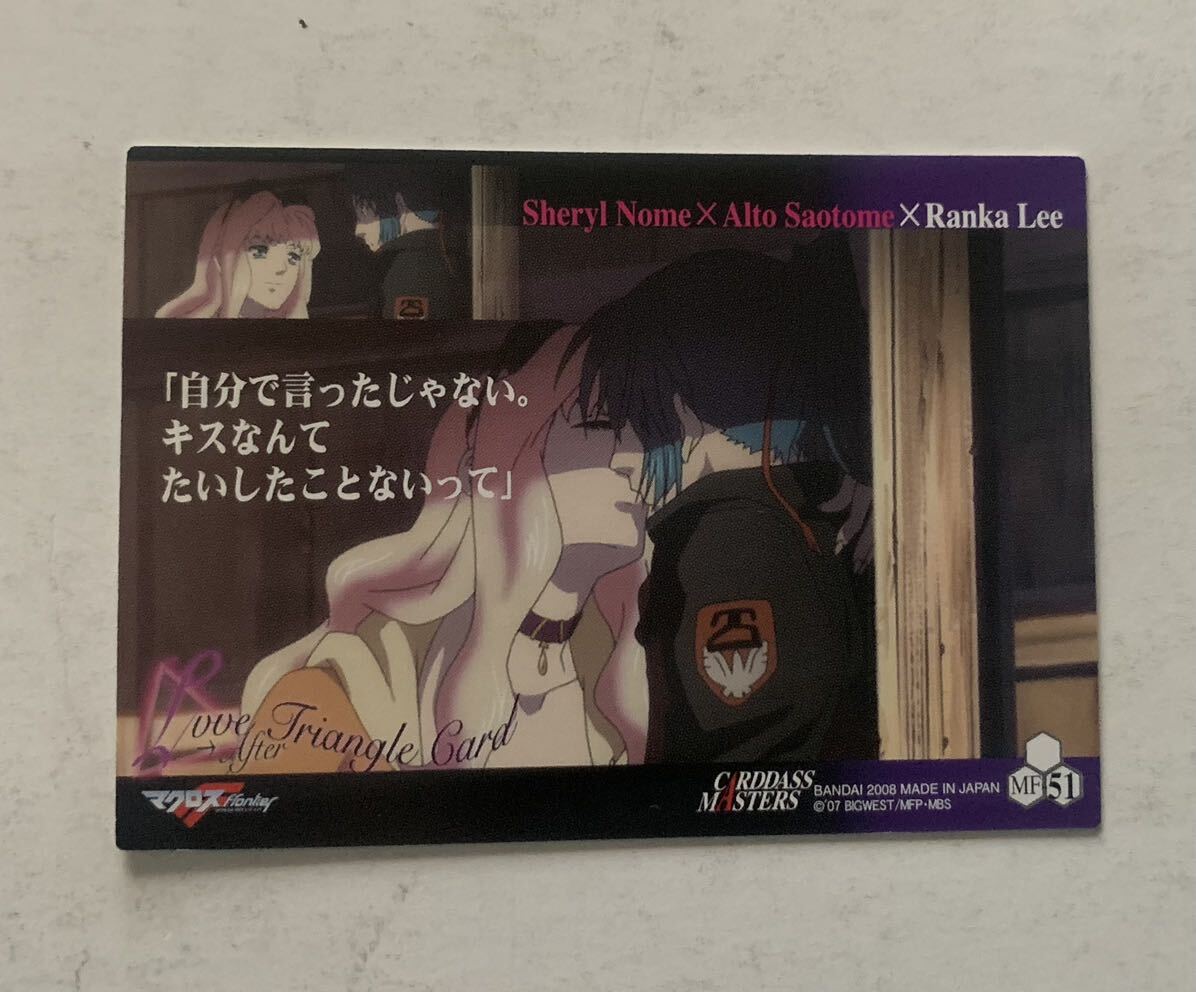 Sheryl Nome×Alto Saotome×Ranka Lee
「自分で言ったじゃない。
キスなんて
たいしたことないって」
Love Triangle Card
→ After
マクロスFrontier
CARDDASS
MASTERS
BANDAI 2008 MADE IN JAPAN
©'07 BIGWEST/MFP・MBS
MF 51